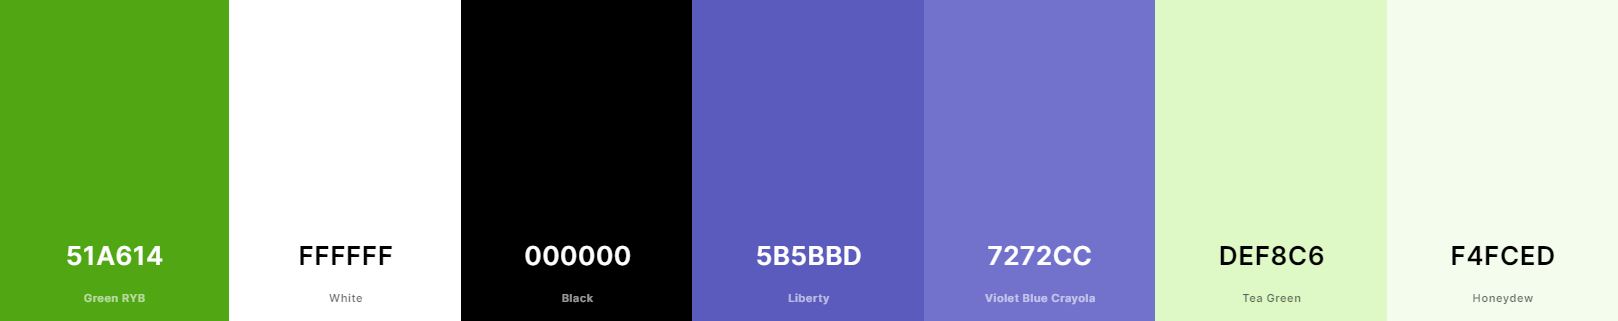 51A614
Green RYB
FFFFFF
White
000000
Black
5B5BBD
Liberty
7272CC
Violet Blue Crayola
DEF8C6
Tea Green
F4FCED
Honeydew